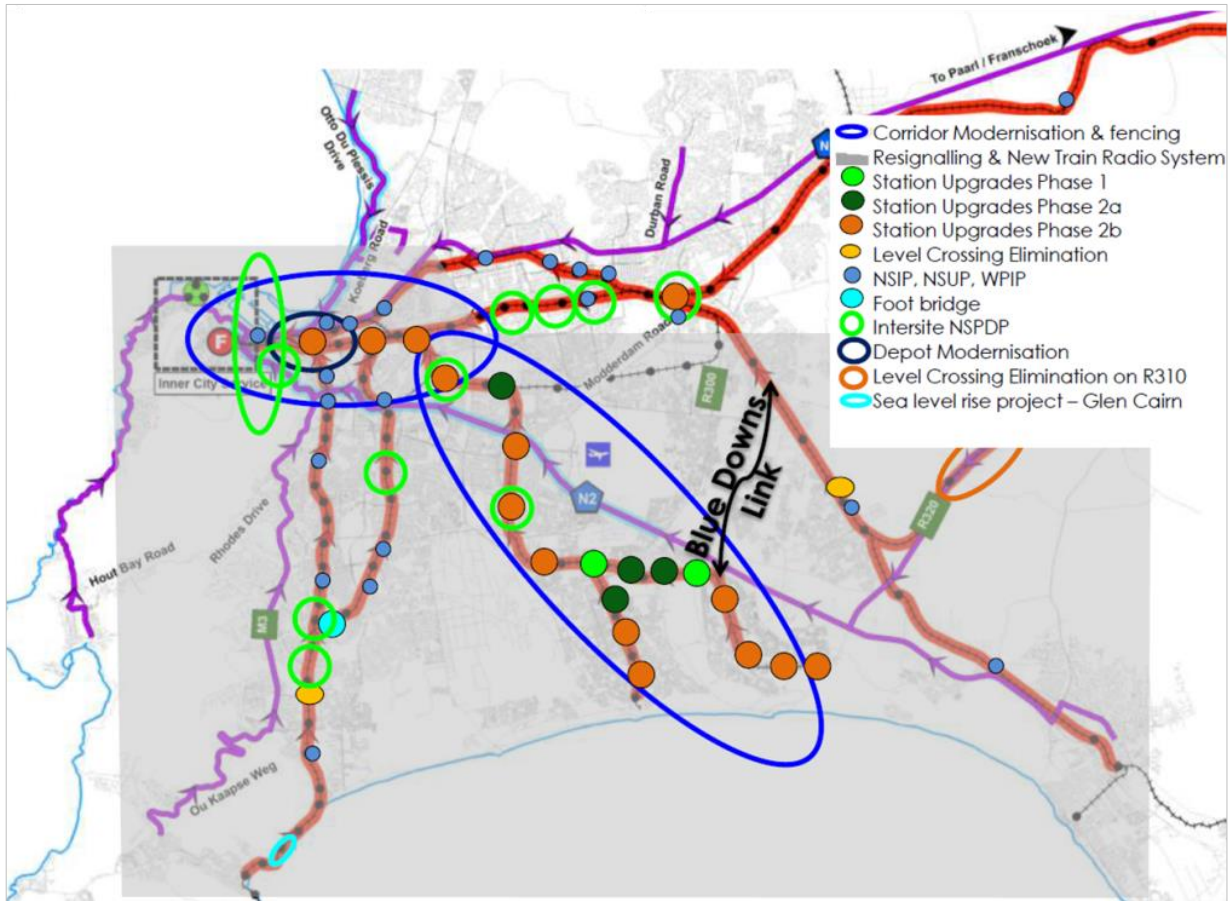 To Paarl / Franschoek
Otto Du Plessis
Drive
Durban Road
Koeberg Road
N
Corridor Modernisation & fencing
Resignalling & New Train Radio System
Station Upgrades Phase 1
Station Upgrades Phase 2a
Station Upgrades Phase 2b
Level Crossing Elimination
NSIP, NSUP, WPIP
Foot bridge
Intersite NSPDP
Depot Modernisation
Level Crossing Elimination on R310
Sea level rise project – Glen Cairn
F
Inner City Service
Modderdam Road
R300
Blue Downs
Link
N2
R320
Rhodes Drive
Hout Bay Road
M3
Ou Kaapse Weg